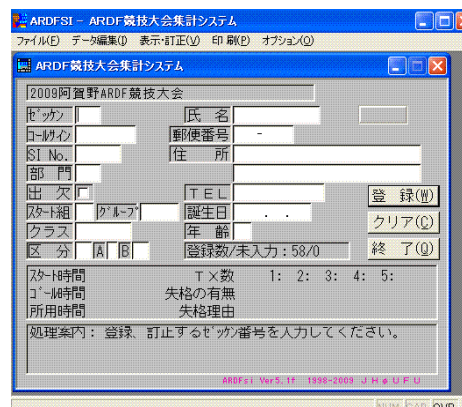 ARDFSI - ARDF競技大会集計システム
ファイル(F) データ編集(I) 表示・訂正(V) 印刷(P) オプション(O)
ARDF競技大会集計システム
2009阿賀野ARDF競技大会
ゼッケン 氏 名
コールサイン 郵便番号 -
SI No. 住 所
部 門
出 欠 TEL 登 録(W)
スタート組 グループ 誕生日 . .
クラス 年 齢 クリア(C)
区 分 A B 登録数/未入力:58/0 終 了(Q)
スタート時間 TX数 1: 2: 3: 4: 5:
ゴール時間 失格の有無
所用時間 失格理由
処理案内: 登録、訂正するゼッケン番号を入力してください。
ARDFsi Ver5.1f 1998-2009 JHφUFU
NUM CAP OVR